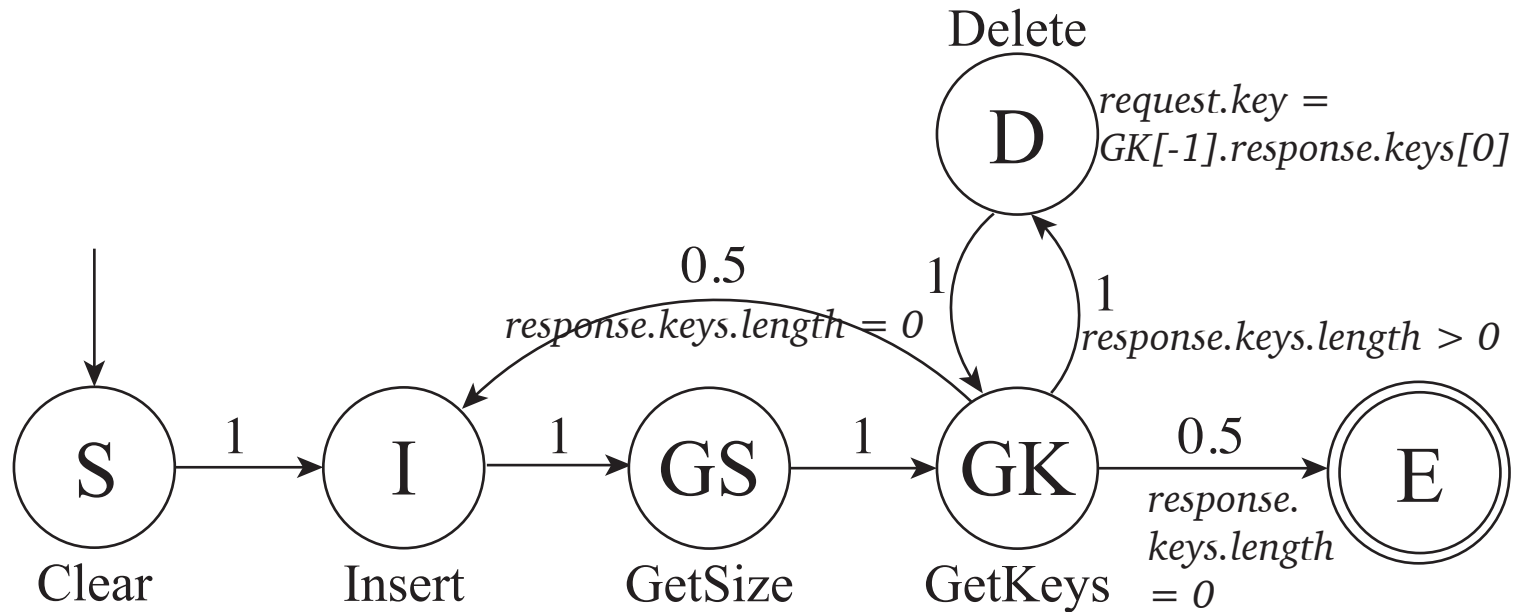 Delete
D
request.key =
GK[-1].response.keys[0]
0.5
1
1
response.keys.length = 0
response.keys.length > 0
S
1
I
1
GS
1
GK
0.5
E
response.
keys.length
= 0
Clear
Insert
GetSize
GetKeys